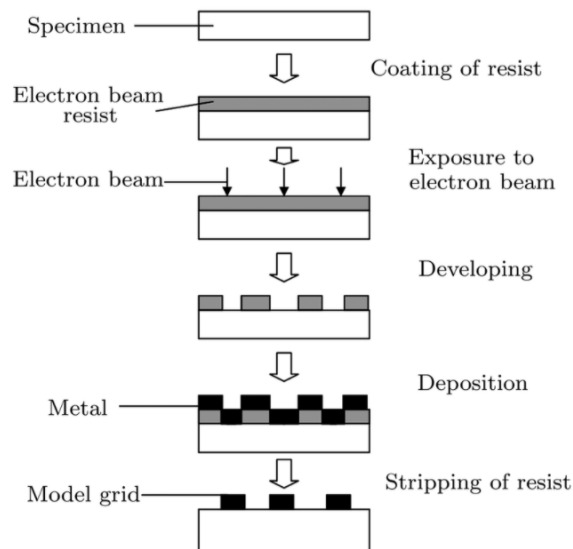 Specimen
Coating of resist
Electron beam
resist
Exposure to
electron beam
Electron beam
Developing
Deposition
Metal
Stripping of resist
Model grid